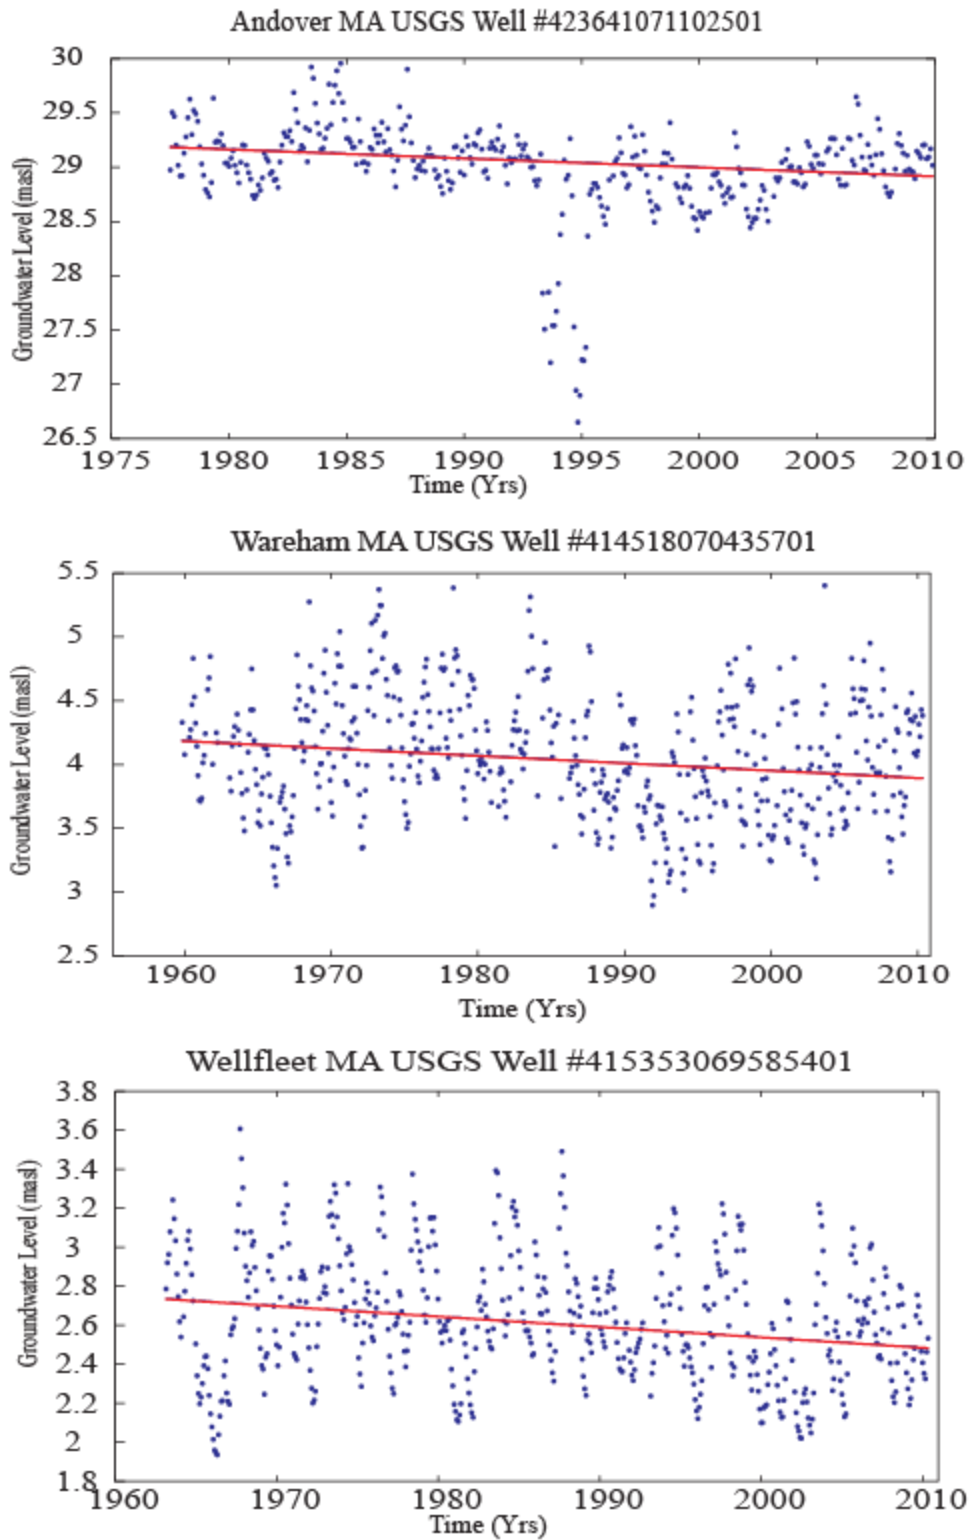 Andover MA USGS Well #423641071102501
30
29.5
29
28.5
28
27.5
27
26.5
Groundwater Level (masl)
1975 1980 1985 1990 1995 2000 2005 2010
Time (Yrs)
Wareham MA USGS Well #414518070435701
5.5
5
4.5
4
3.5
3
2.5
Groundwater Level (masl)
1960 1970 1980 1990 2000 2010
Time (Yrs)
Wellfleet MA USGS Well #415353069585401
3.8
3.6
3.4
3.2
3
2.8
2.6
2.4
2.2
2
1.8
Groundwater Level (masl)
1960 1970 1980 1990 2000 2010
Time (Yrs)